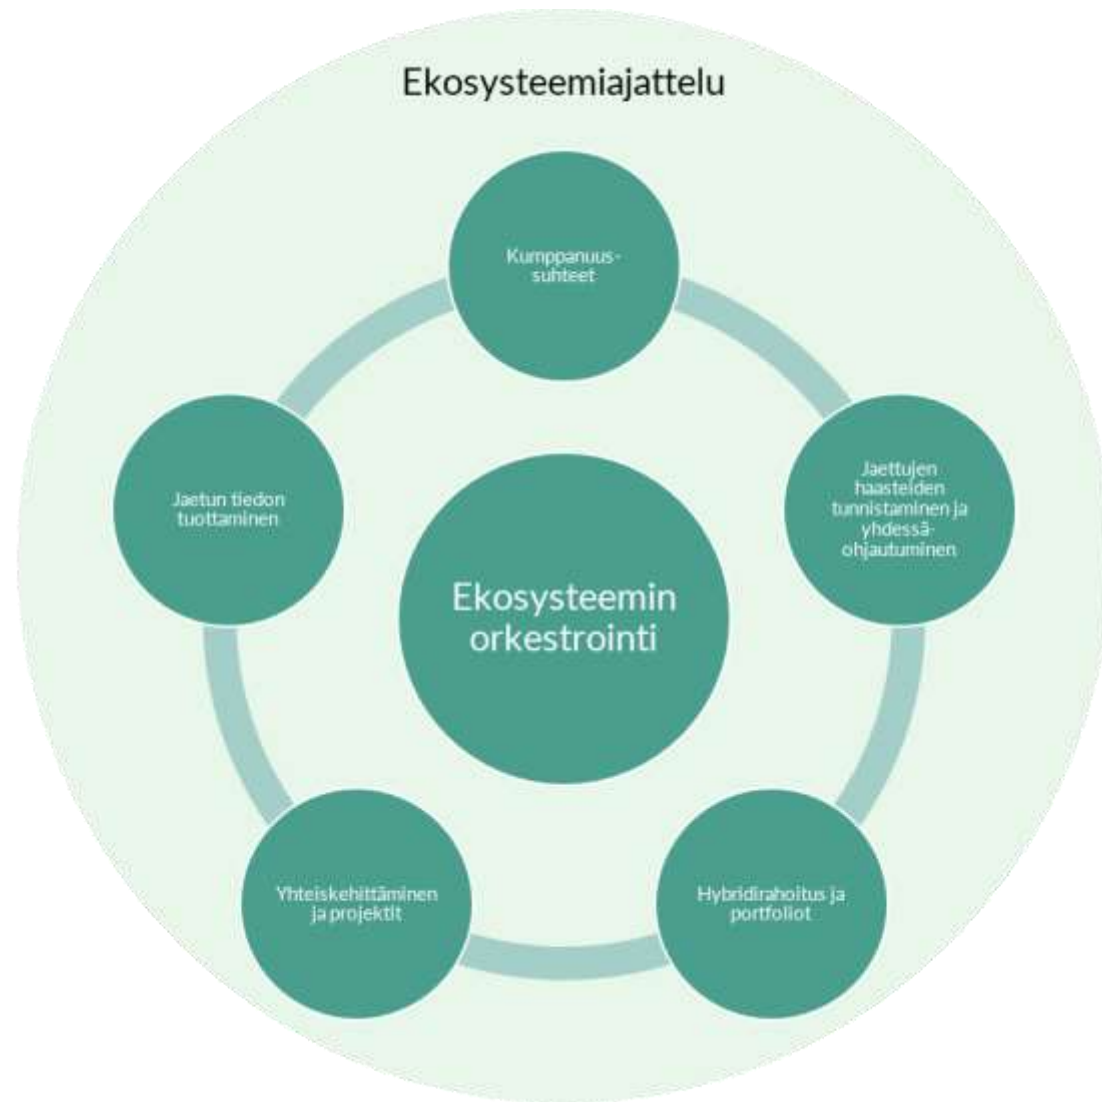 Ekosysteemiajattelu
Kumppanuus-
suhteet
Jaettujen
haasteiden
tunnistaminen ja
yhdessä-
ohjautuminen
Jaetun tiedon
tuottaminen
Ekosysteemin
orkestrointi
Yhteiskehittäminen
ja projektit
Hybridirahoitus ja
portfoliot